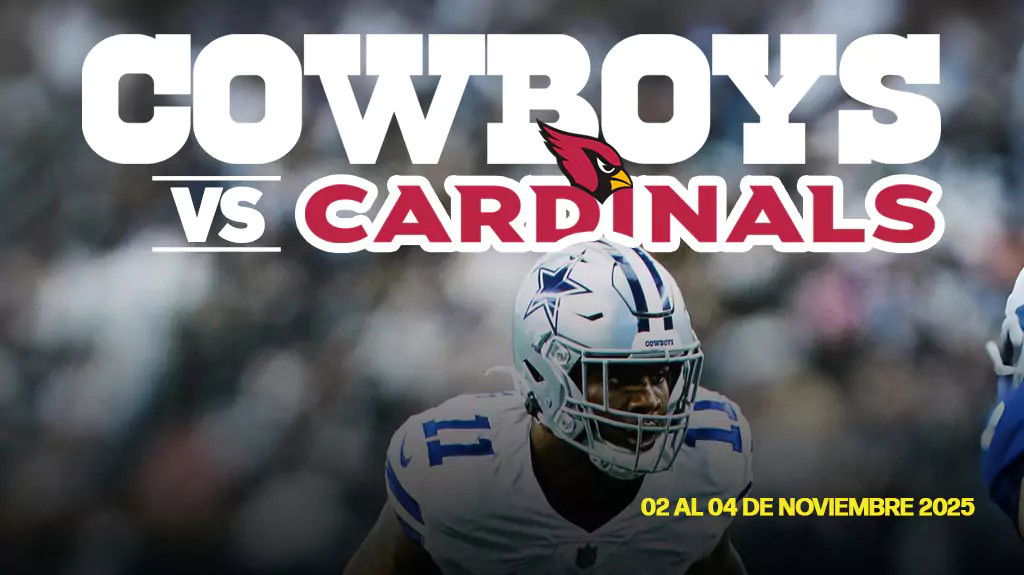 COWBOYS
VS CARDINALS
COWBOYS
11 11
02 AL 04 DE NOVIEMBRE 2025